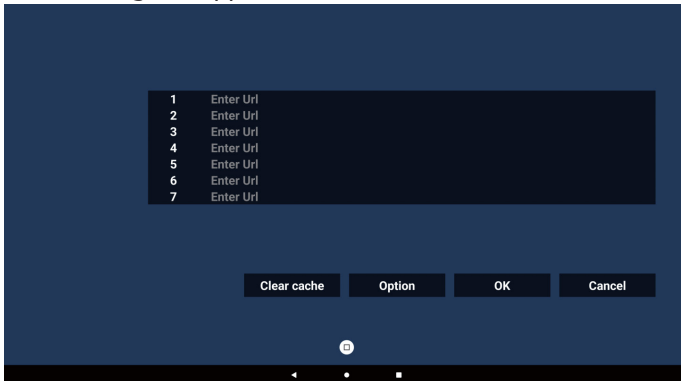 1 Enter Url
2 Enter Url
3 Enter Url
4 Enter Url
5 Enter Url
6 Enter Url
7 Enter Url
Clear cache Option OK Cancel